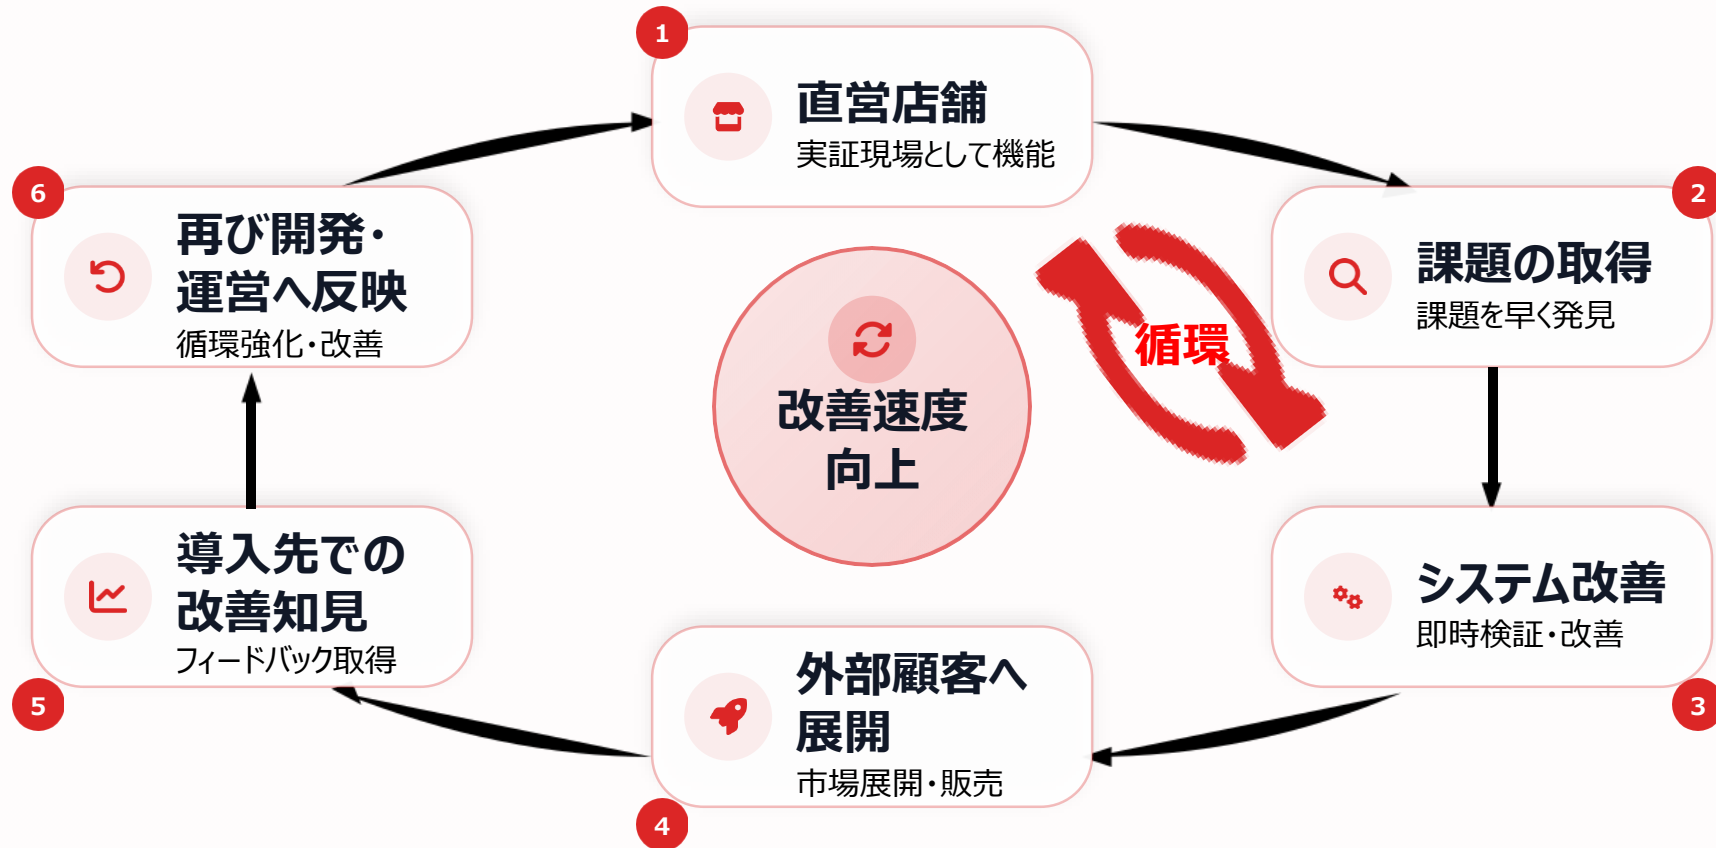 1
直営店舗
実証現場として機能
2
課題の取得
課題を早く発見
3
システム改善
即時検証・改善
4
外部顧客へ
展開
市場展開・販売
5
導入先での
改善知見
フィードバック取得
6
再び開発・
運営へ反映
循環強化・改善
改善速度
向上
循環